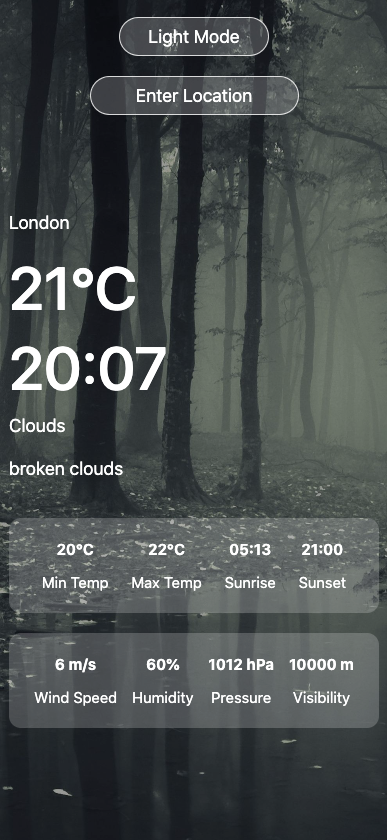 Light Mode
Enter Location
London
21°C
20:07
Clouds
broken clouds
20°C 22°C 05:13 21:00
Min Temp Max Temp Sunrise Sunset
6 m/s 60% 1012 hPa 10000 m
Wind Speed Humidity Pressure Visibility